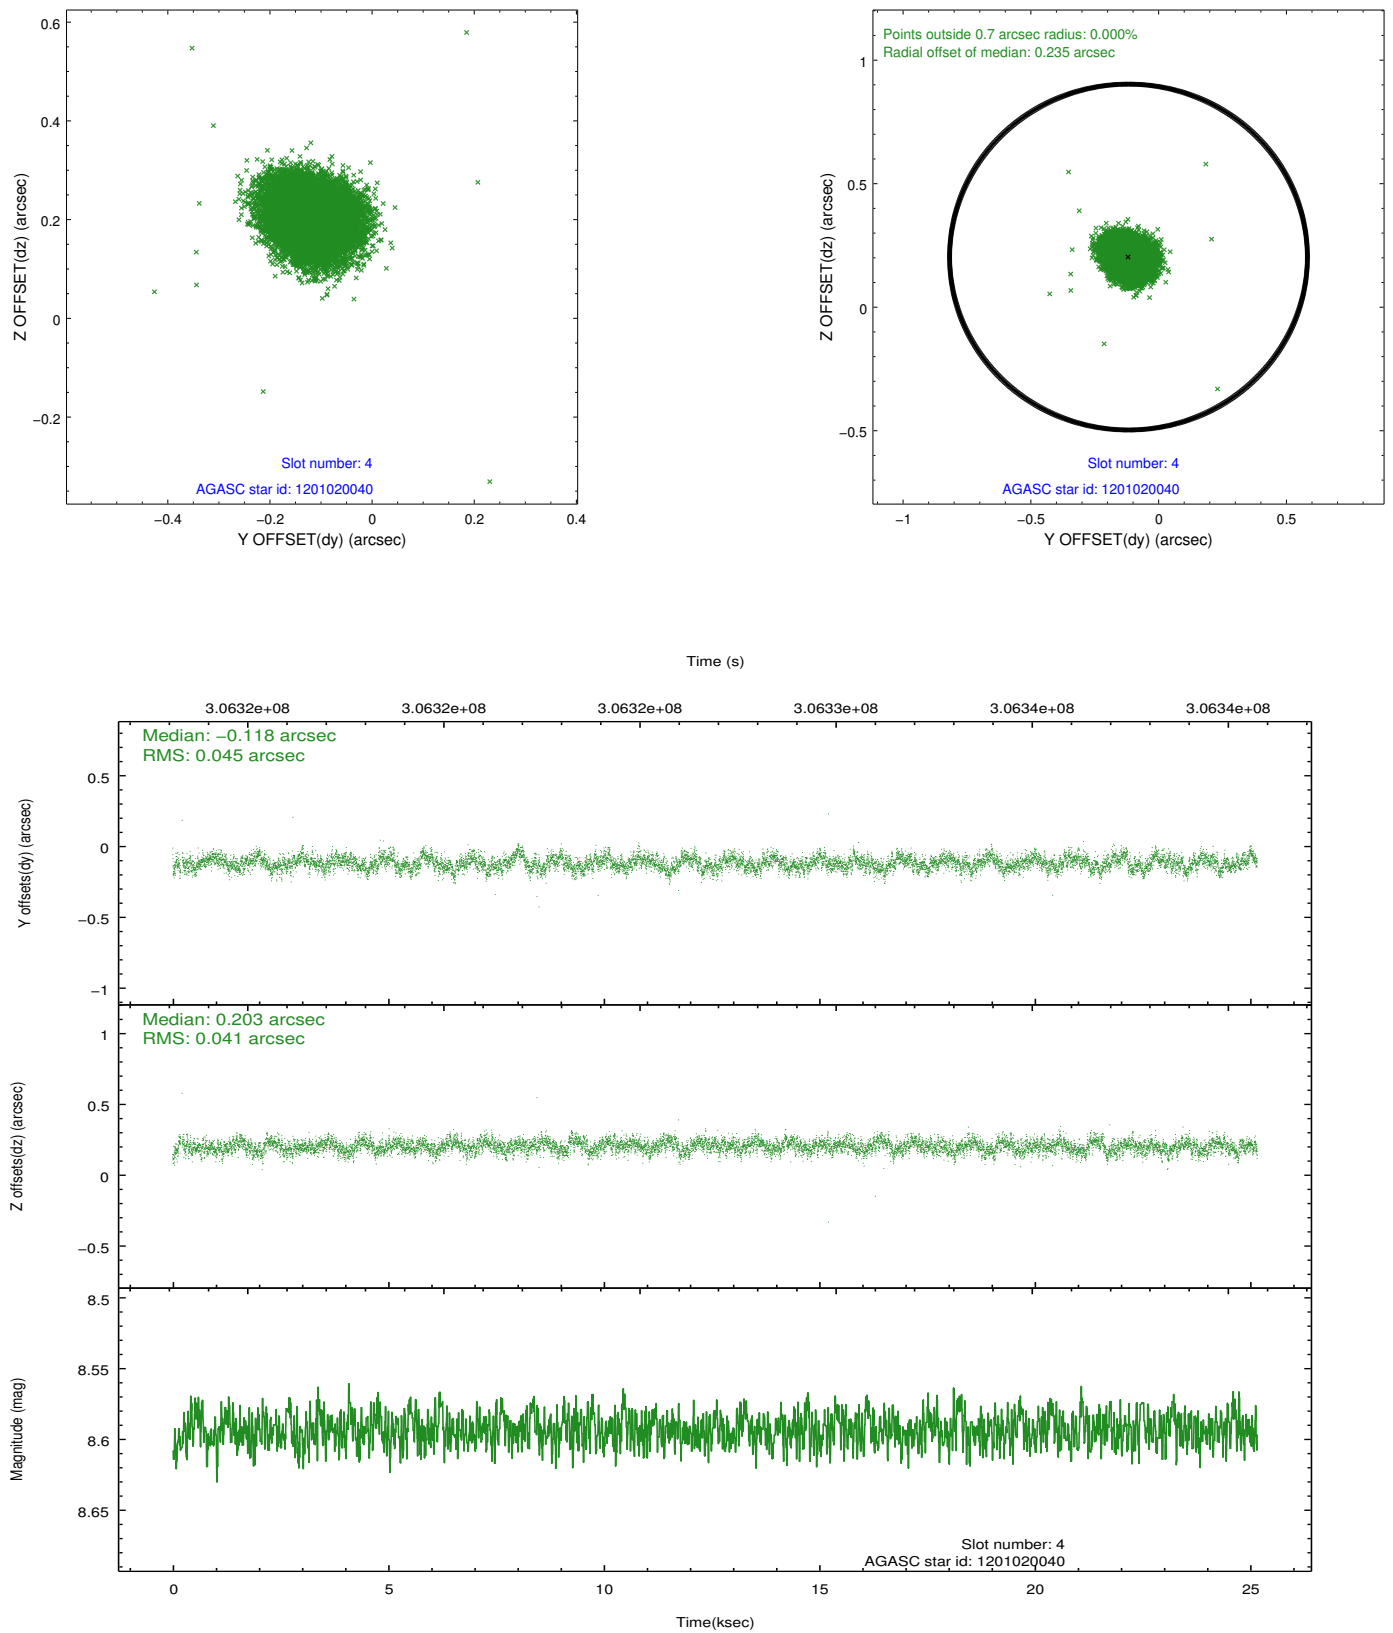 0.6
0.4
0.2
0
−0.2
Z OFFSET(dz) (arcsec)
Slot number: 4
AGASC star id: 1201020040
−0.4 −0.2 0 0.2 0.4
Y OFFSET(dy) (arcsec)
Points outside 0.7 arcsec radius: 0.000%
Radial offset of median: 0.235 arcsec
1
0.5
0
−0.5
Z OFFSET(dz) (arcsec)
Slot number: 4
AGASC star id: 1201020040
−1 −0.5 0 0.5
Y OFFSET(dy) (arcsec)
Time (s)
3.0632e+08 3.0632e+08 3.0632e+08 3.0633e+08 3.0634e+08 3.0634e+08
Median: −0.118 arcsec
RMS: 0.045 arcsec
0.5
0
−0.5
−1
Y offsets(dy) (arcsec)
Median: 0.203 arcsec
RMS: 0.041 arcsec
1
0.5
0
−0.5
Z offsets(dz) (arcsec)
8.5
8.55
8.6
8.65
Magnitude (mag)
Slot number: 4
AGASC star id: 1201020040
0 5 10 15 20 25
Time(ksec)